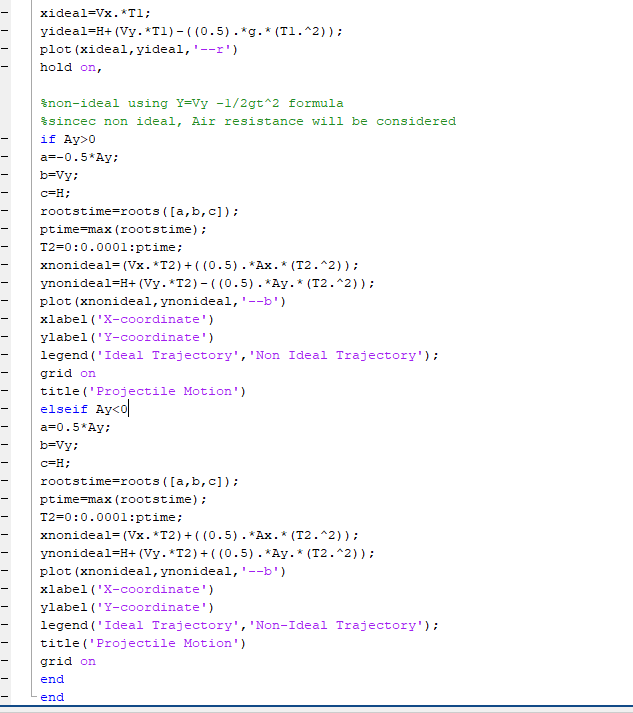 xideal=Vx.*T1;
yideal=H+(Vy.*T1)-((0.5).*g.*(T1.^2));
plot(xideal,yideal,'--r')
hold on,
%non-ideal using Y=Vy -1/2gt^2 formula
%sincec non ideal, Air resistance will be considered
if Ay>0
a=-0.5*Ay;
b=Vy;
c=H;
rootstime=roots([a,b,c]);
ptime=max(rootstime);
T2=0:0.0001:ptime;
xnonideal=(Vx.*T2)+((0.5).*Ax.*(T2.^2));
ynonideal=H+(Vy.*T2)-((0.5).*Ay.*(T2.^2));
plot(xnonideal,ynonideal,'--b')
xlabel('X-coordinate')
ylabel('Y-coordinate')
legend('Ideal Trajectory','Non Ideal Trajectory');
grid on
title('Projectile Motion')
elseif Ay<0
a=0.5*Ay;
b=Vy;
c=H;
rootstime=roots([a,b,c]);
ptime=max(rootstime);
T2=0:0.0001:ptime;
xnonideal=(Vx.*T2)+((0.5).*Ax.*(T2.^2));
ynonideal=H+(Vy.*T2)+((0.5).*Ay.*(T2.^2));
plot(xnonideal,ynonideal,'--b')
xlabel('X-coordinate')
ylabel('Y-coordinate')
legend('Ideal Trajectory','Non-Ideal Trajectory');
title('Projectile Motion')
grid on
end
end